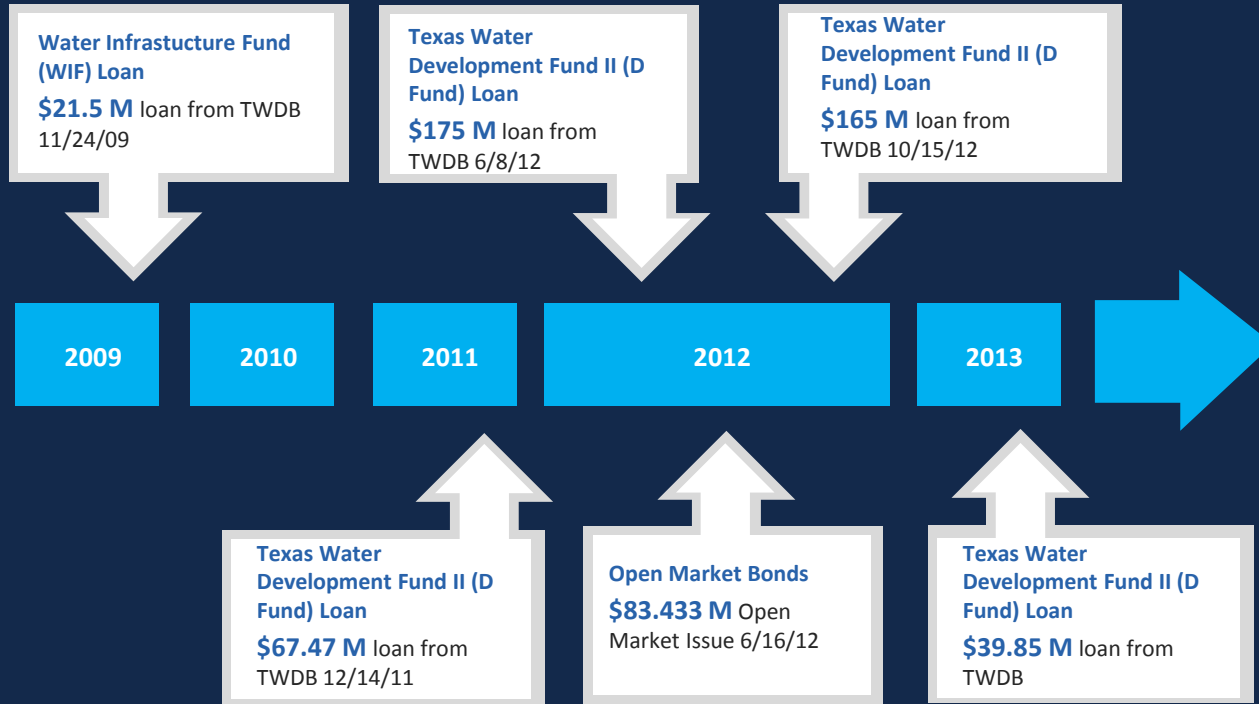 Water Infrastucture Fund
(WIF) Loan
$21.5 M loan from TWDB
11/24/09
Texas Water
Development Fund II (D
Fund) Loan
$175 M loan from
TWDB 6/8/12
Texas Water
Development Fund II (D
Fund) Loan
$165 M loan from
TWDB 10/15/12
2009
2010
2011
2012
2013
Texas Water
Development Fund II (D
Fund) Loan
$67.47 M loan from
TWDB 12/14/11
Open Market Bonds
$83.433 M Open
Market Issue 6/16/12
Texas Water
Development Fund II (D
Fund) Loan
$39.85 M loan from
TWDB